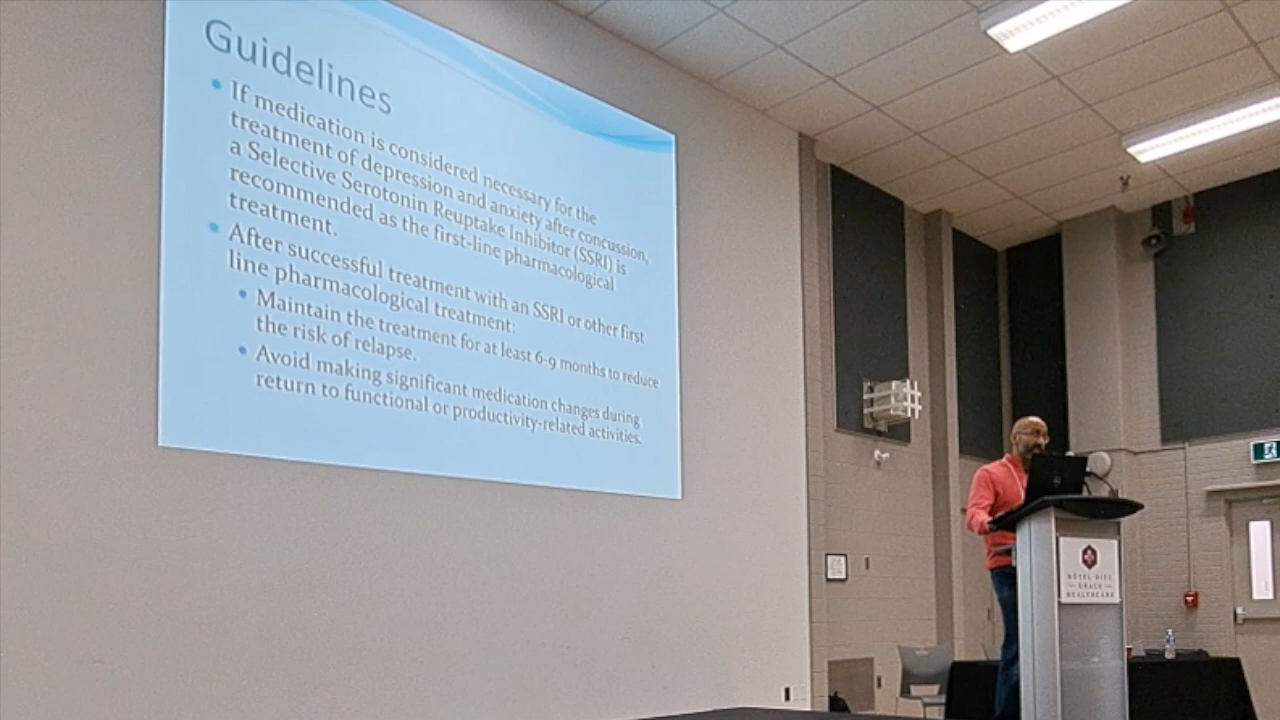 Guidelines
If medication is considered necessary for the
treatment of depression and anxiety after concussion,
a Selective Serotonin Reuptake Inhibitor (SSRI) is
recommended as the first-line pharmacological
treatment.
After successful treatment with an SSRI or other first
line pharmacological treatment:
Maintain the treatment for at least 6-9 months to reduce
the risk of relapse.
Avoid making significant medication changes during
return to functional or productivity-related activities.
HÔTEL-DIEU
GRACE
HEALTHCARE